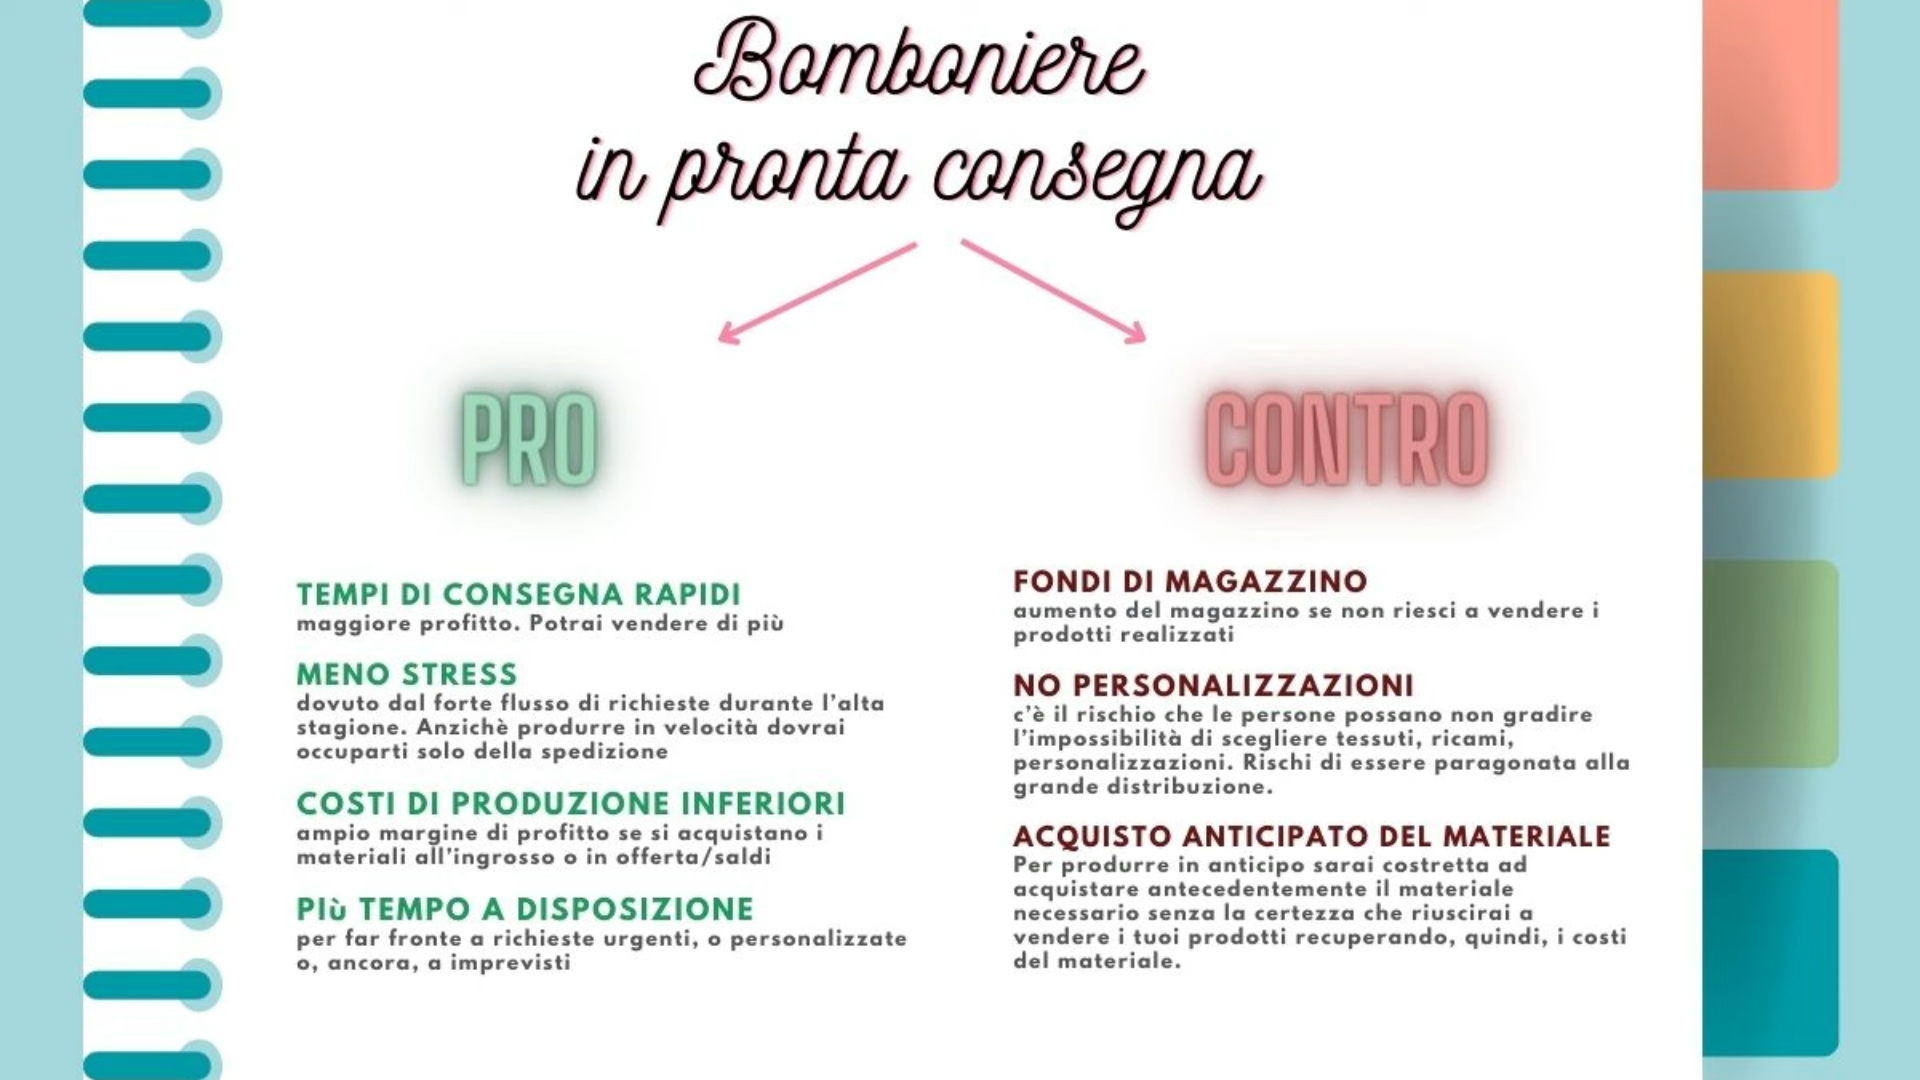 Bomboniere
in pronta consegna
PRO
TEMPI DI CONSEGNA RAPIDI
maggiore profitto. Potrai vendere di più
MENO STRESS
dovuto dal forte flusso di richieste durante l'alta
stagione. Anzichè produrre in velocità dovrai
occuparti solo della spedizione
COSTI DI PRODUZIONE INFERIORI
ampio margine di profitto se si acquistano i
materiali all'ingrosso o in offerta/saldi
PIù TEMPO A DISPOSIZIONE
per far fronte a richieste urgenti, o personalizzate
o, ancora, a imprevisti
CONTRO
FONDI DI MAGAZZINO
aumento del magazzino se non riesci a vendere i
prodotti realizzati
NO PERSONALIZZAZIONI
c'è il rischio che le persone possano non gradire
l'impossibilità di scegliere tessuti, ricami,
personalizzazioni. Rischi di essere paragonata alla
grande distribuzione.
ACQUISTO ANTICIPATO DEL MATERIALE
Per produrre in anticipo sarai costretta ad
acquistare antecedentemente il materiale
necessario senza la certezza che riuscirai a
vendere i tuoi prodotti recuperando, quindi, i costi
del materiale.